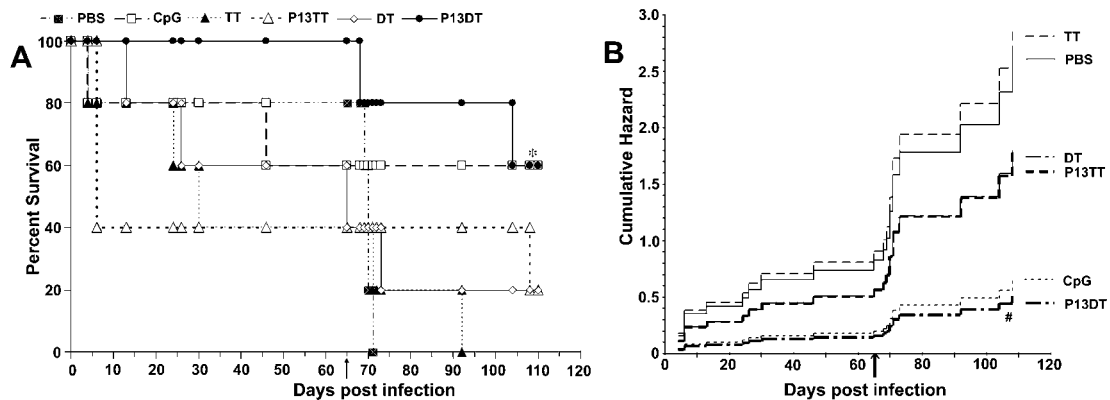 PBS CpG TT P13TT DT P13DT
A
Percent Survival
100
80
60
40
20
0
*
0 10 20 30 40 50 60 70 80 90 100 110 120
Days post infection
B
Cumulative Hazard
3.0
2.5
2.0
1.5
1.0
0.5
0
TT
PBS
DT
P13TT
CpG
P13DT
#
0 20 40 60 80 100 120
Days post infection